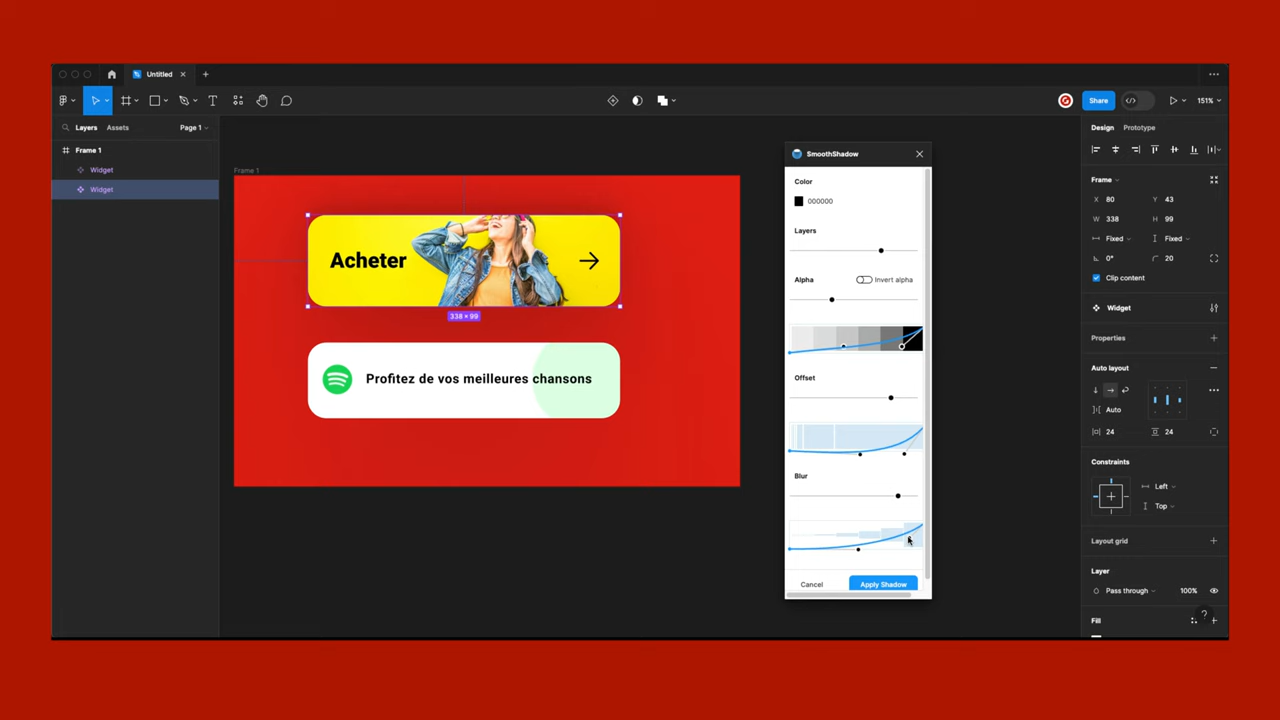 Untitled
Share
151%
Layers
Assets
Page 1
Frame 1
Widget
Widget
Frame 1
Acheter
338 × 99
Profitez de vos meilleures chansons
SmoothShadow
Color
000000
Layers
Alpha
Invert alpha
Offset
Blur
Cancel
Apply Shadow
Design
Prototype
Frame
X 80
Y 43
W 338
H 99
Fixed
Fixed
0°
20
Clip content
Widget
Properties
Auto layout
Auto
24
24
Constraints
Left
Top
Layout grid
Layer
Pass through
100%
?
Fill